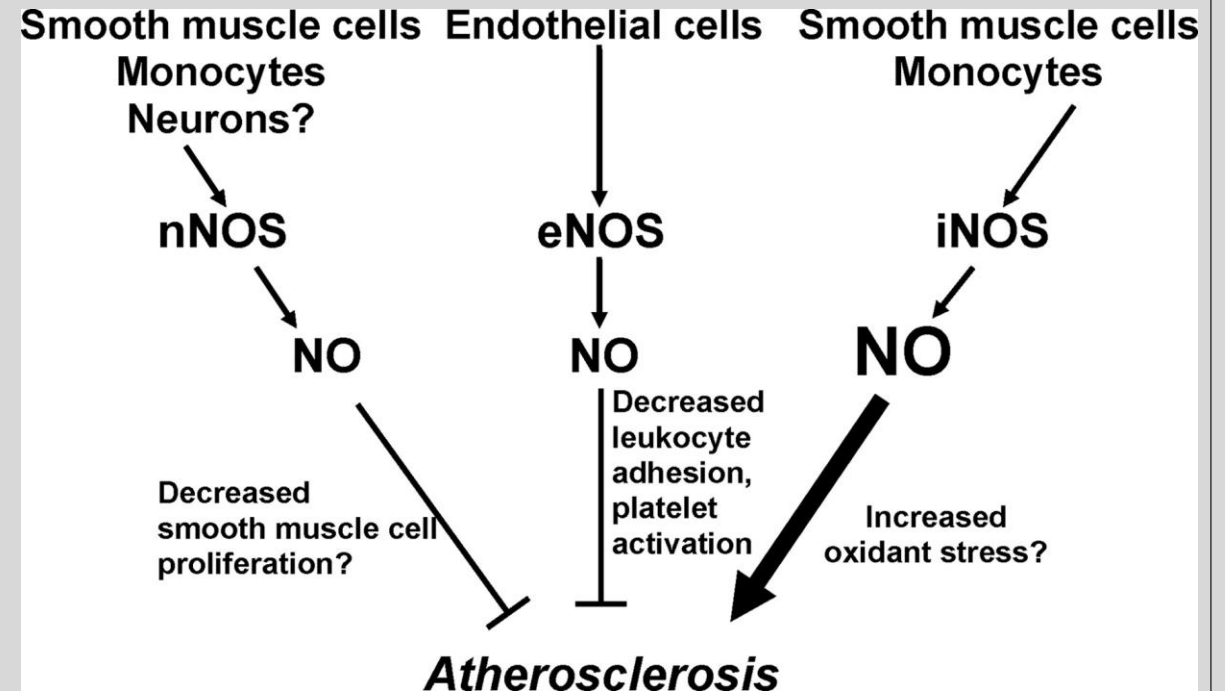 Smooth muscle cells
Monocytes
Neurons?
Endothelial cells
Smooth muscle cells
Monocytes
nNOS
eNOS
iNOS
NO
NO
NO
Decreased
smooth muscle cell
proliferation?
Decreased
leukocyte
adhesion,
platelet
activation
Increased
oxidant stress?
Atherosclerosis